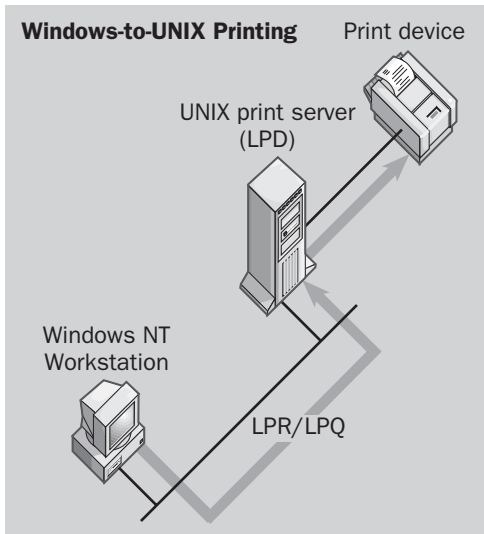 Windows-to-UNIX Printing
Print device
UNIX print server
(LPD)
Windows NT
Workstation
LPR/LPQ